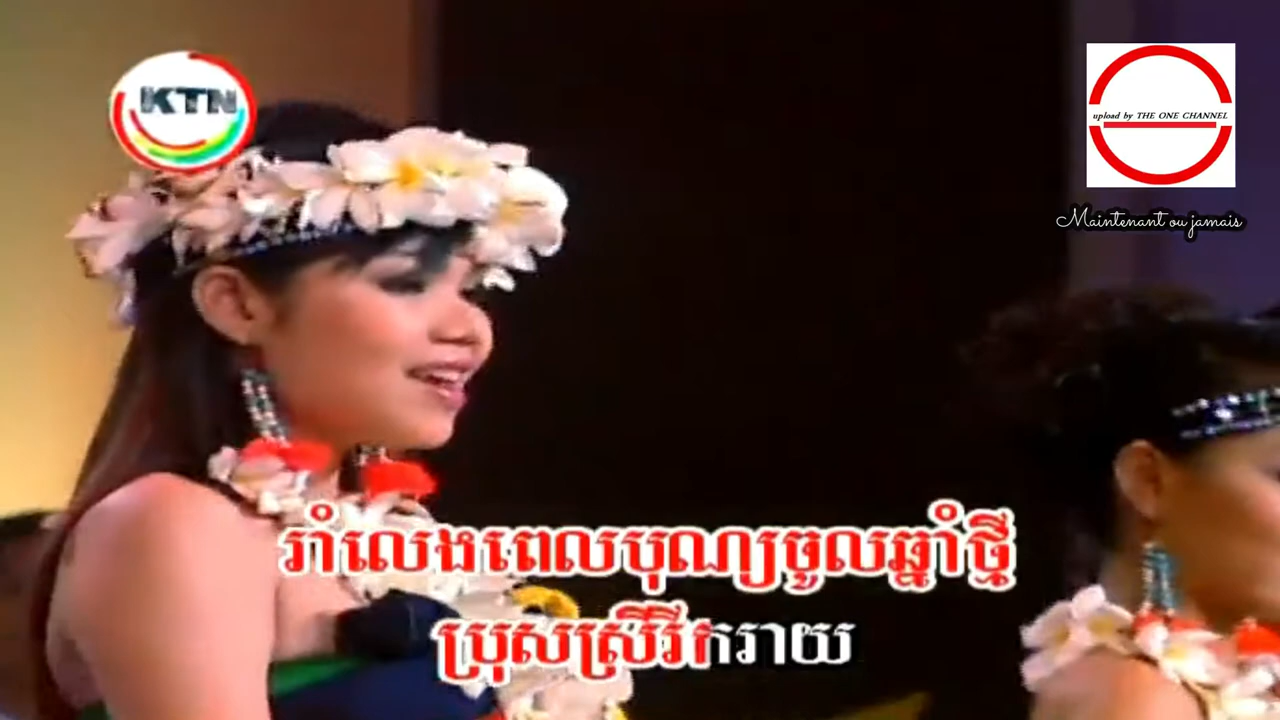 KTN
upload by THE ONE CHANNEL
Maintenant ou jamais
រាំលេងពេលបុណ្យចូលឆ្នាំថ្មី
ប្រុសស្រីរីករាយ